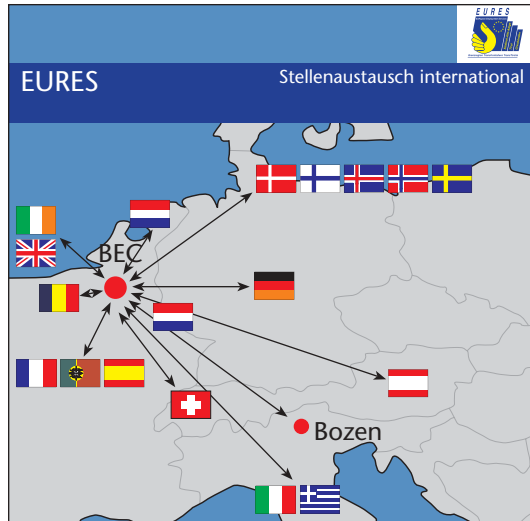 EURES
EURES
Stellenaustausch international
BEC
Bozen